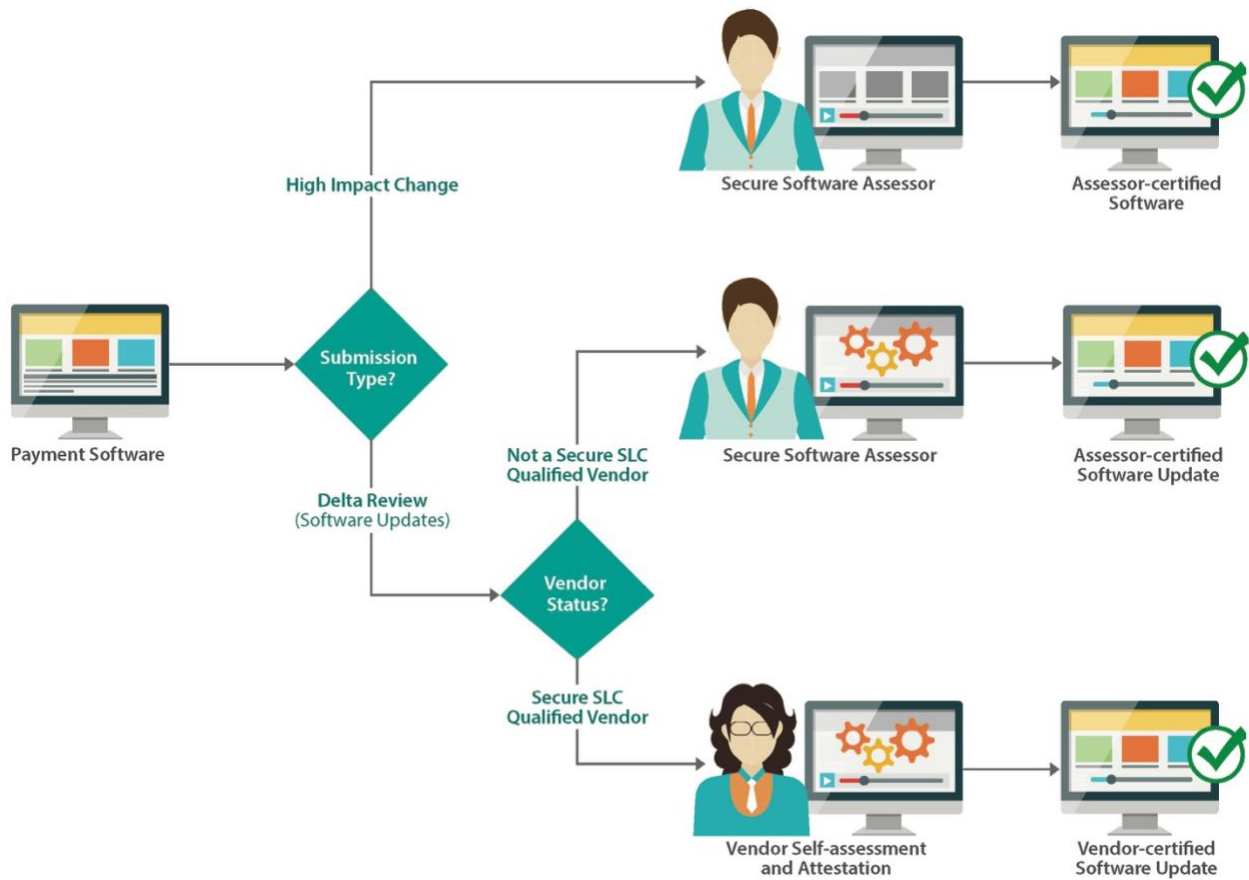 Secure Software Assessor
Assessor-certified
Software
High Impact Change
Submission
Type?
Payment Software
Not a Secure SLC
Qualified Vendor
Secure Software Assessor
Assessor-certified
Software Update
Delta Review
(Software Updates)
Vendor
Status?
Secure SLC
Qualified Vendor
Vendor Self-assessment
and Attestation
Vendor-certified
Software Update